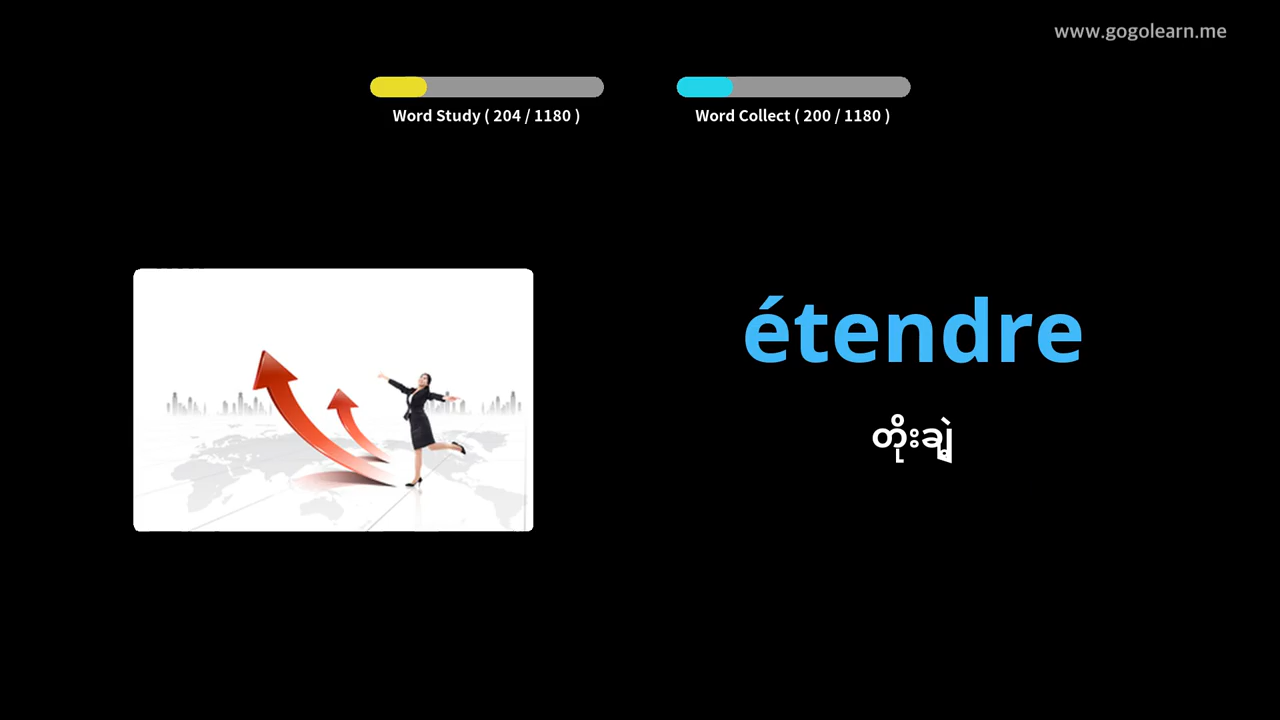 www.gogolearn.me
Word Study ( 204 / 1180 )
Word Collect ( 200 / 1180 )
étendre
တိုးချဲ့